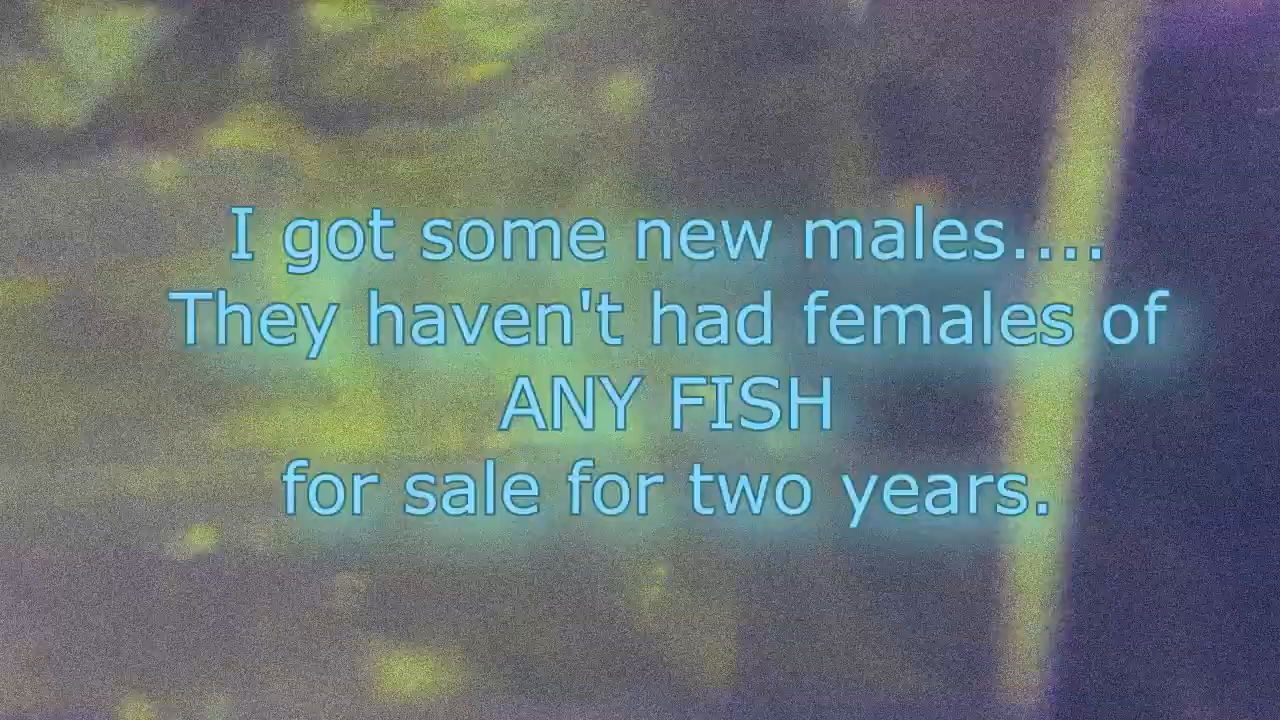 I got some new males....
They haven't had females of
ANY FISH
for sale for two years.